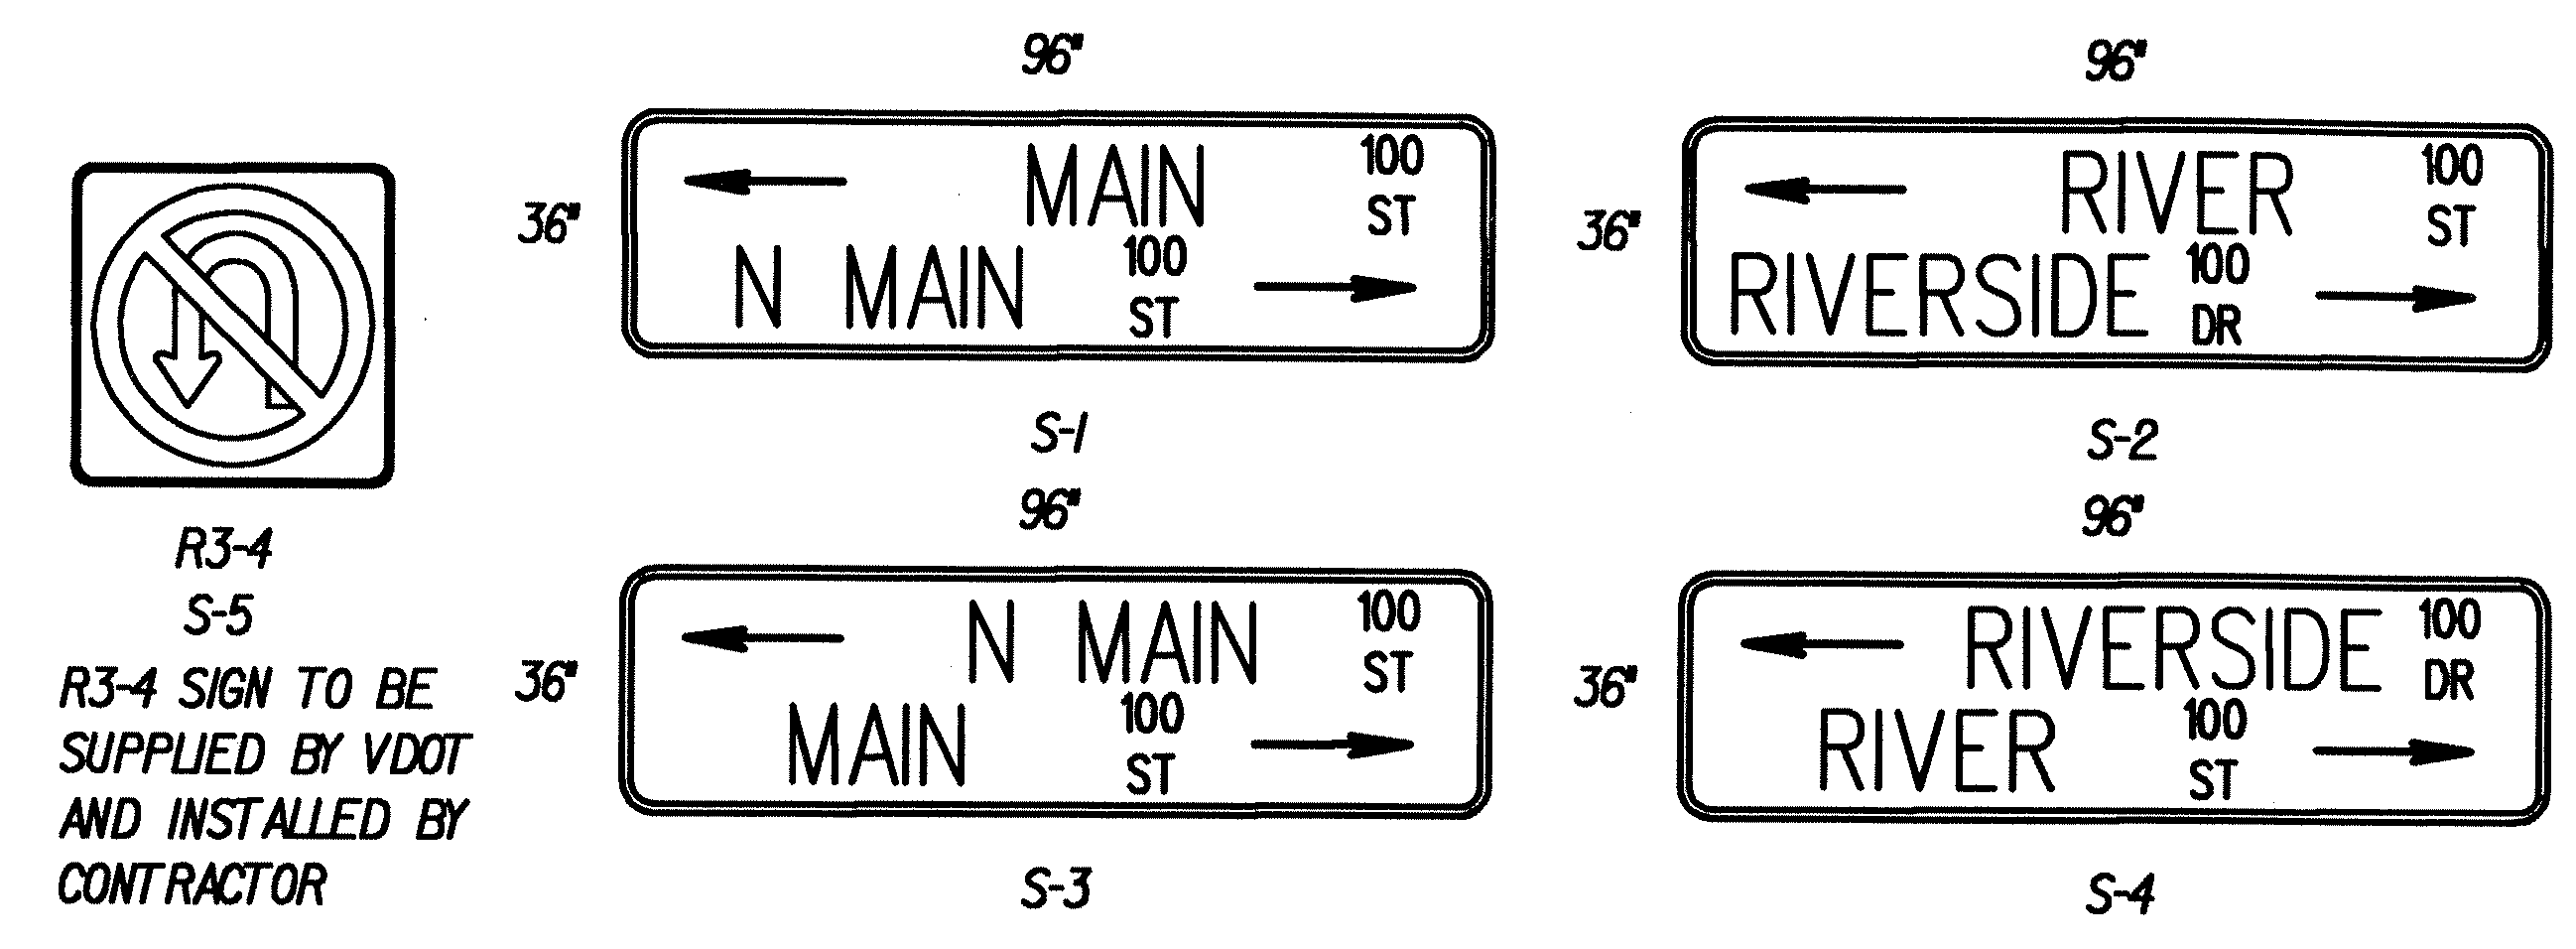 96"
36"
MAIN 100 ST
N MAIN 100 ST
S-1
96"
36"
RIVER 100 ST
RIVERSIDE 100 DR
S-2
R3-4
S-5
R3-4 SIGN TO BE
SUPPLIED BY VDOT
AND INSTALLED BY
CONTRACTOR
96"
36"
N MAIN 100 ST
MAIN 100 ST
S-3
96"
36"
RIVERSIDE 100 DR
RIVER 100 ST
S-4